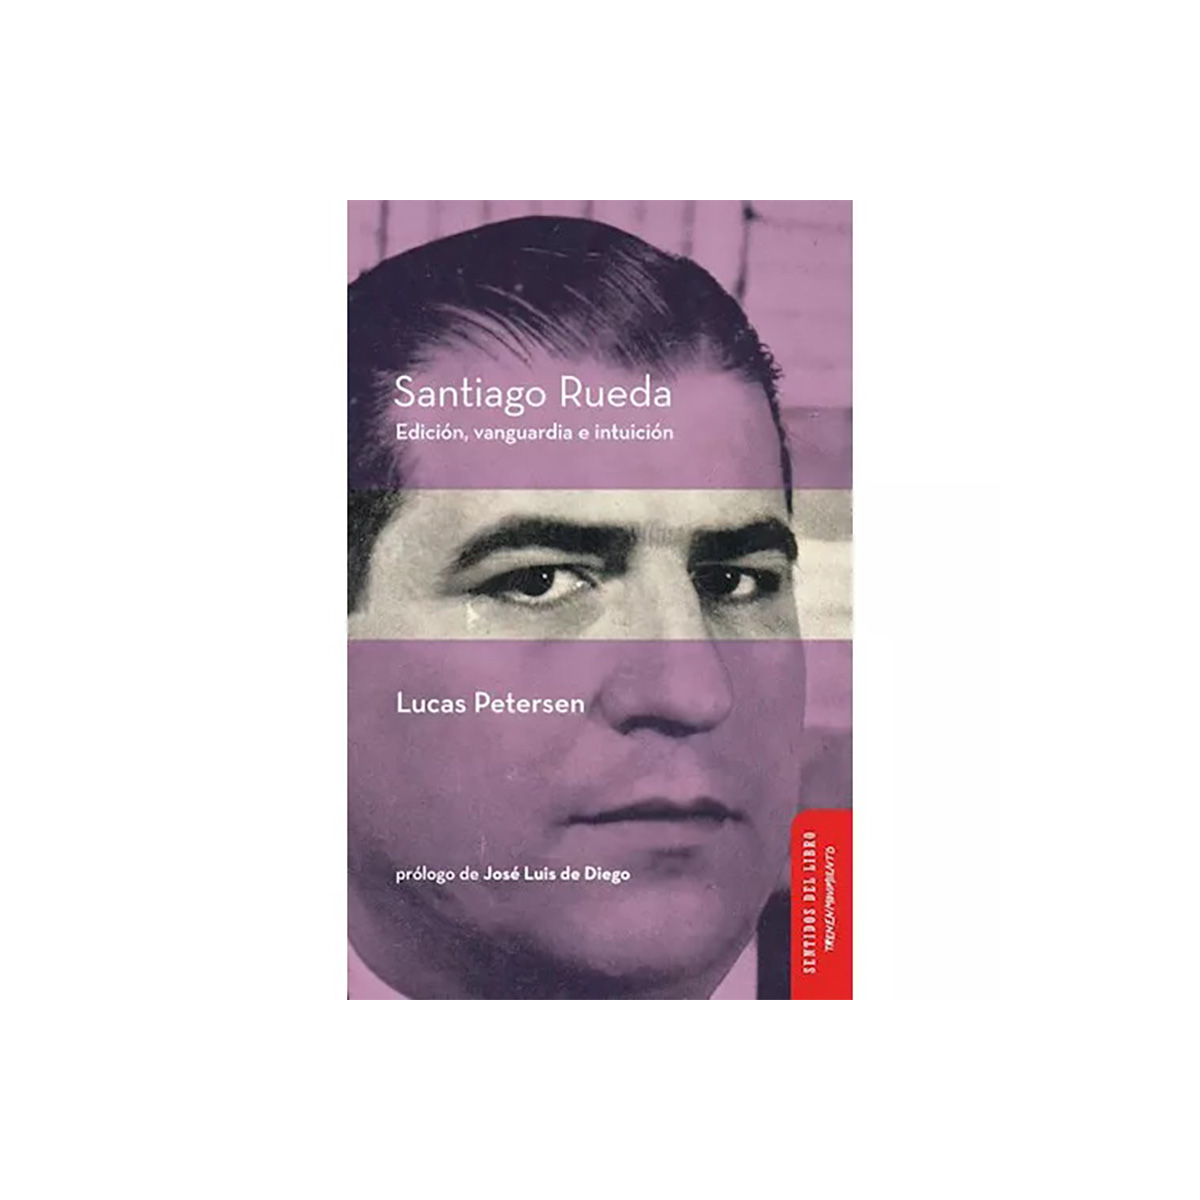 Santiago Rueda
Edición, vanguardia e intuición
Lucas Petersen
prólogo de José Luis de Diego
SENTIDOS DEL LIBRO
TREN EN MOVIMIENTO